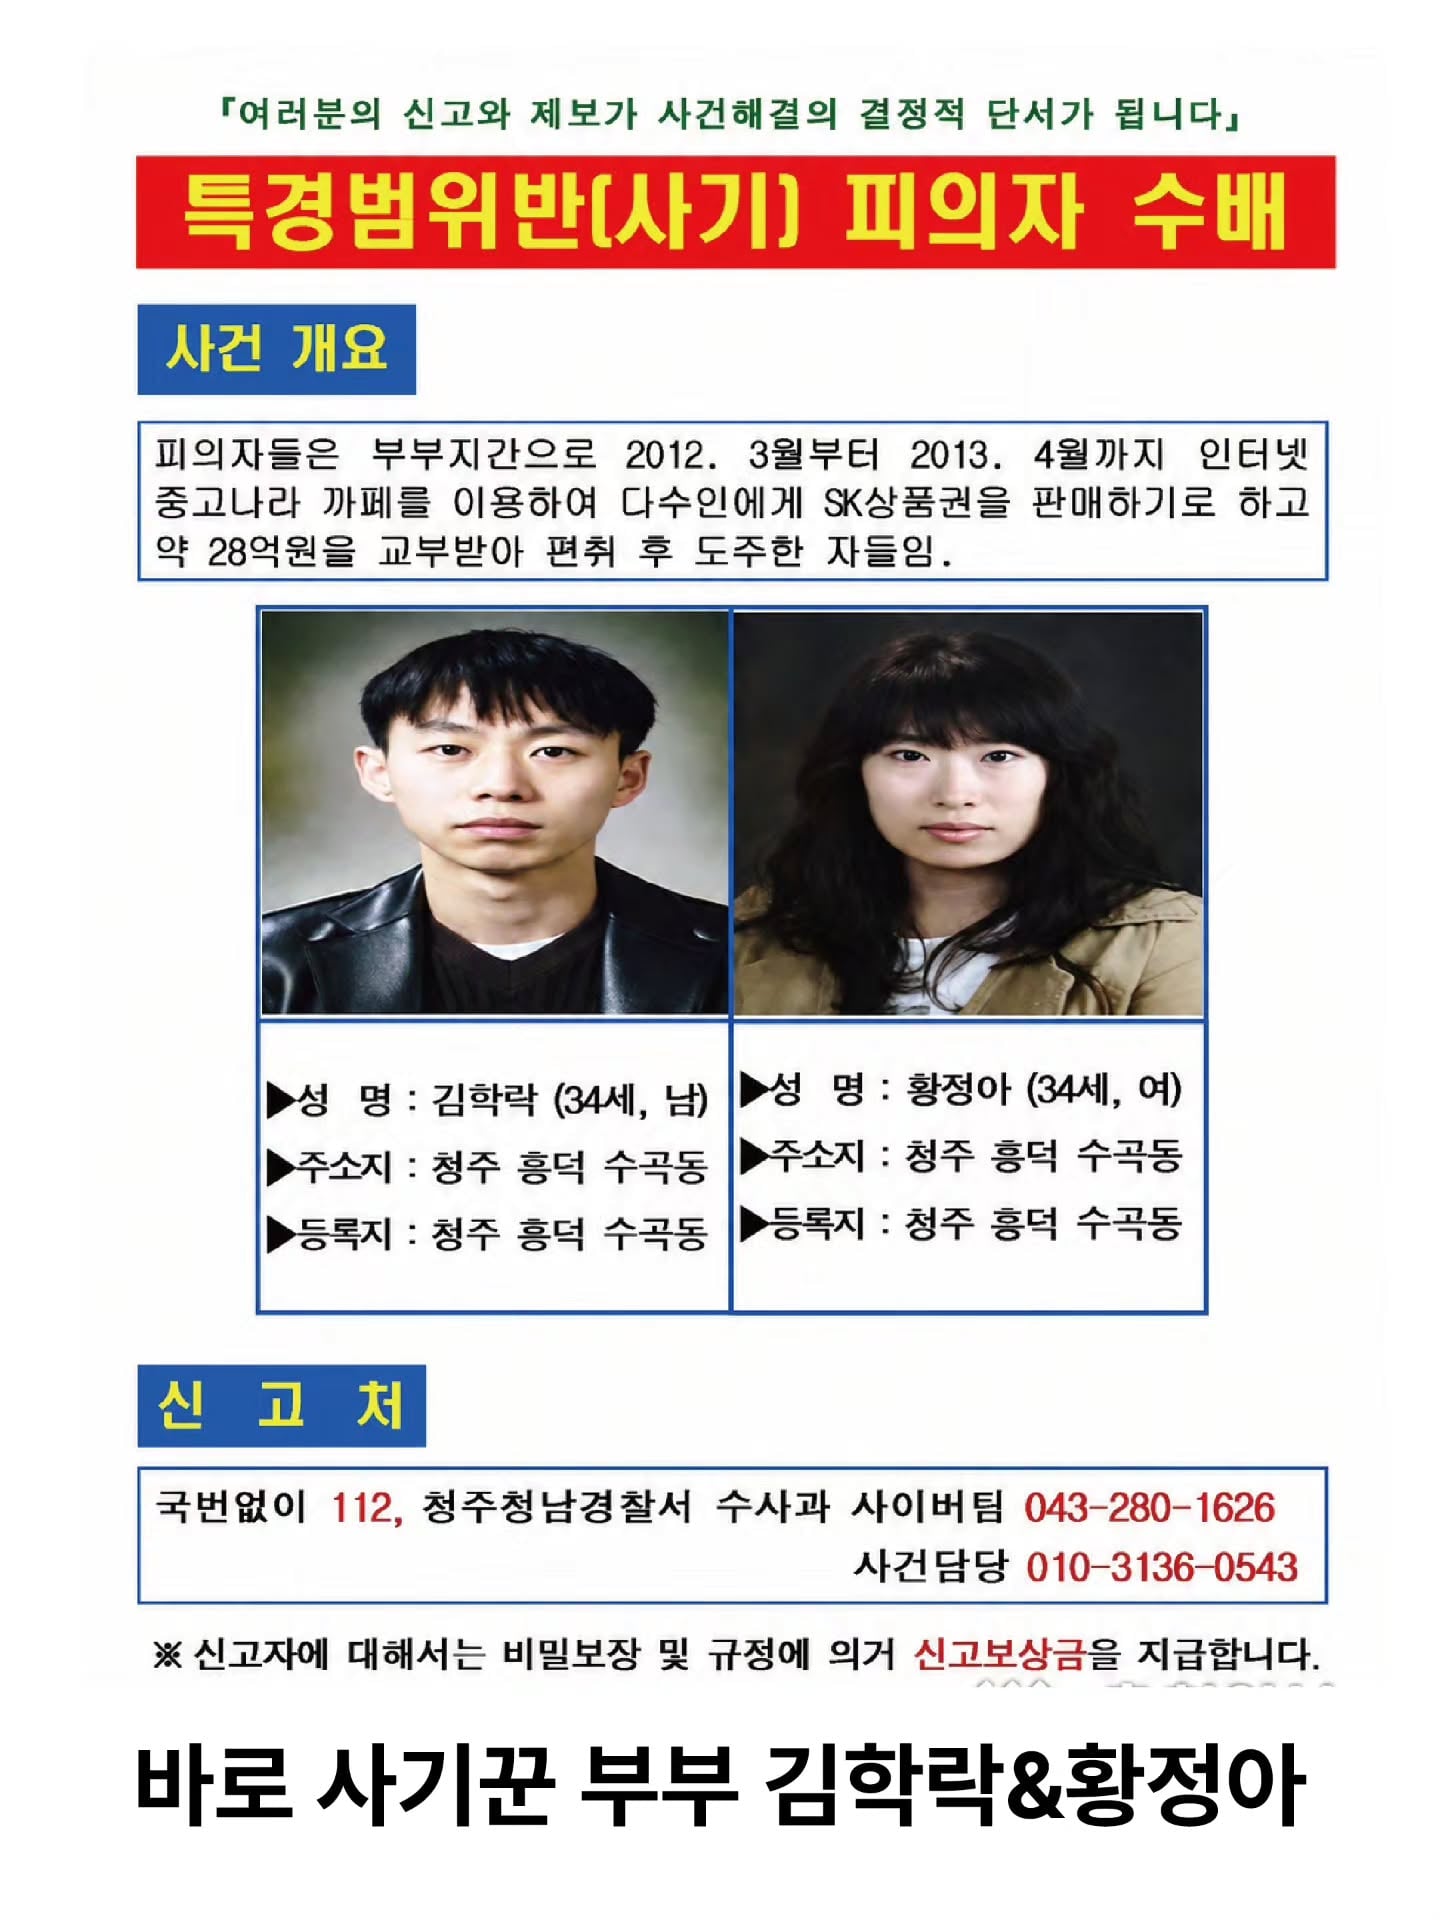 『여러분의 신고와 제보가 사건해결의 결정적 단서가 됩니다』
특경범위반(사기) 피의자 수배
사건 개요
피의자들은 부부지간으로 2012. 3월부터 2013. 4월까지 인터넷
중고나라 까페를 이용하여 다수인에게 SK상품권을 판매하기로 하고
약 28억원을 교부받아 편취 후 도주한 자들임.
▶성 명 : 김학락 (34세, 남)
▶주소지 : 청주 흥덕 수곡동
▶등록지 : 청주 흥덕 수곡동
▶성 명 : 황정아 (34세, 여)
▶주소지 : 청주 흥덕 수곡동
▶등록지 : 청주 흥덕 수곡동
신 고 처
국번없이 112, 청주청남경찰서 수사과 사이버팀 043-280-1626
사건담당 010-3136-0543
※ 신고자에 대해서는 비밀보장 및 규정에 의거 신고보상금을 지급합니다.
바로 사기꾼 부부 김학락&황정아